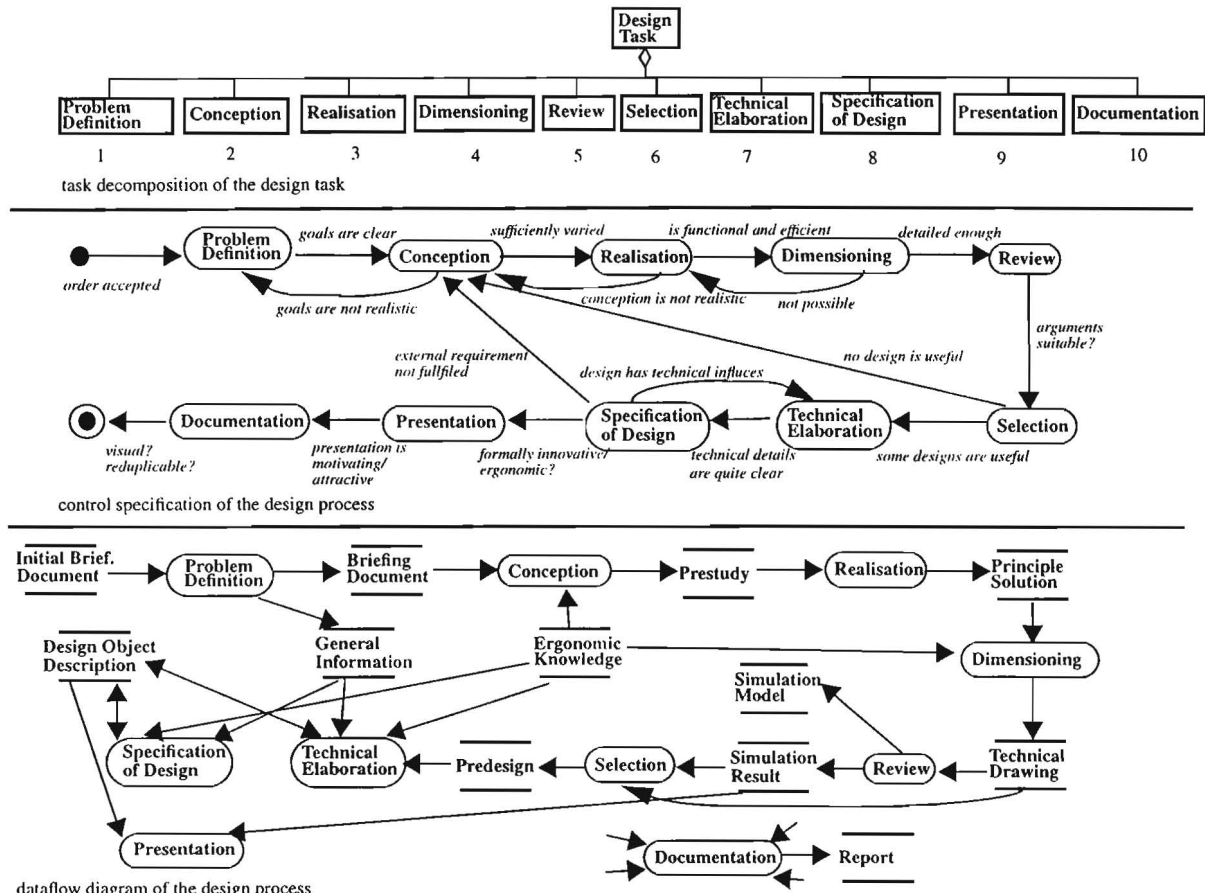 Design
Task
Problem
Definition
Conception
Realisation
Dimensioning
Review
Selection
Technical
Elaboration
Specification
of Design
Presentation
Documentation
1 2 3 4 5 6 7 8 9 10
task decomposition of the design task
order accepted
Problem
Definition
goals are clear
Conception
sufficiently varied
Realisation
is functional and efficient
Dimensioning
detailed enough
Review
goals are not realistic
conception is not realistic
not possible
arguments
suitable?
external requirement
not fullfiled
design has technical influces
no design is useful
Documentation
Presentation
Specification
of Design
Technical
Elaboration
Selection
visual?
reduplicable?
presentation is
motivating/
attractive
formally innovative/
ergonomic?
technical details
are quite clear
some designs are useful
control specification of the design process
Initial Brief.
Document
Problem
Definition
Briefing
Document
Conception
Prestudy
Realisation
Principle
Solution
Design Object
Description
General
Information
Ergonomic
Knowledge
Dimensioning
Simulation
Model
Specification
of Design
Technical
Elaboration
Predesign
Selection
Simulation
Result
Review
Technical
Drawing
Presentation
Documentation
Report
dataflow diagram of the design process